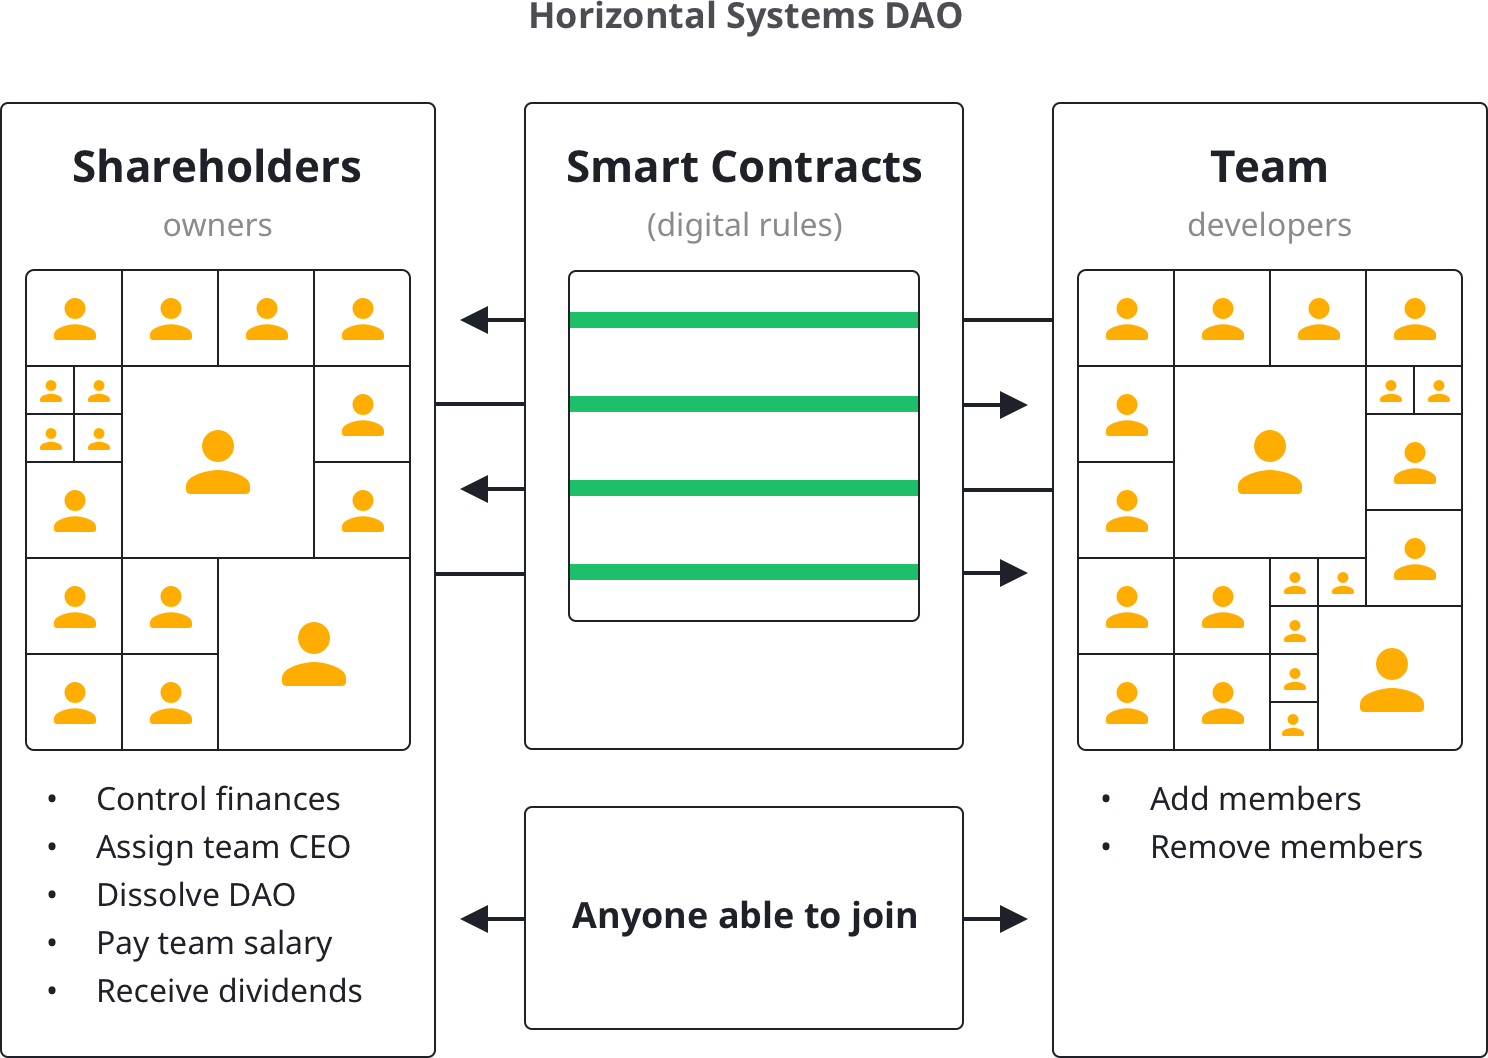 Horizontal Systems DAO
Shareholders
owners
• Control finances
• Assign team CEO
• Dissolve DAO
• Pay team salary
• Receive dividends
Smart Contracts
(digital rules)
Anyone able to join
Team
developers
• Add members
• Remove members